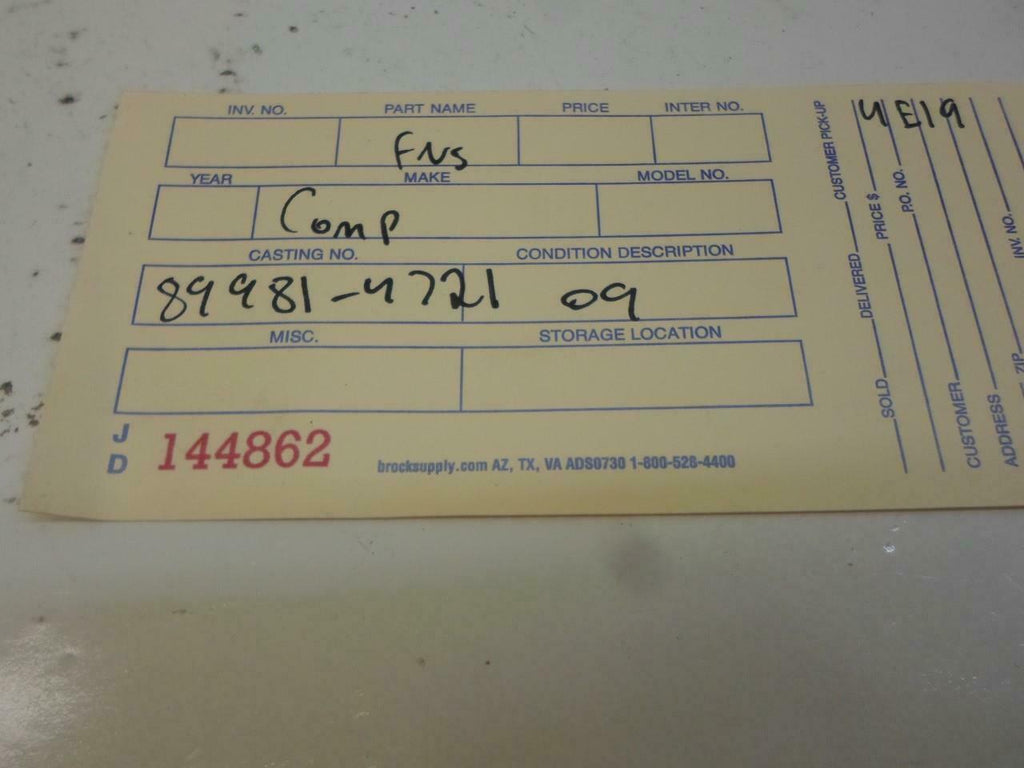 INV. NO. PART NAME PRICE INTER NO.
FNS
YEAR MAKE MODEL NO.
Comp
CASTING NO. CONDITION DESCRIPTION
89981-4721 09
MISC. STORAGE LOCATION
J D 144862
brocksupply.com AZ, TX, VA ADS0730 1-800-528-4400
4E19
SOLD DELIVERED CUSTOMER PICK-UP
PRICE $
P.O. NO.
CUSTOMER
ADDRESS
ZIP INV. NO.